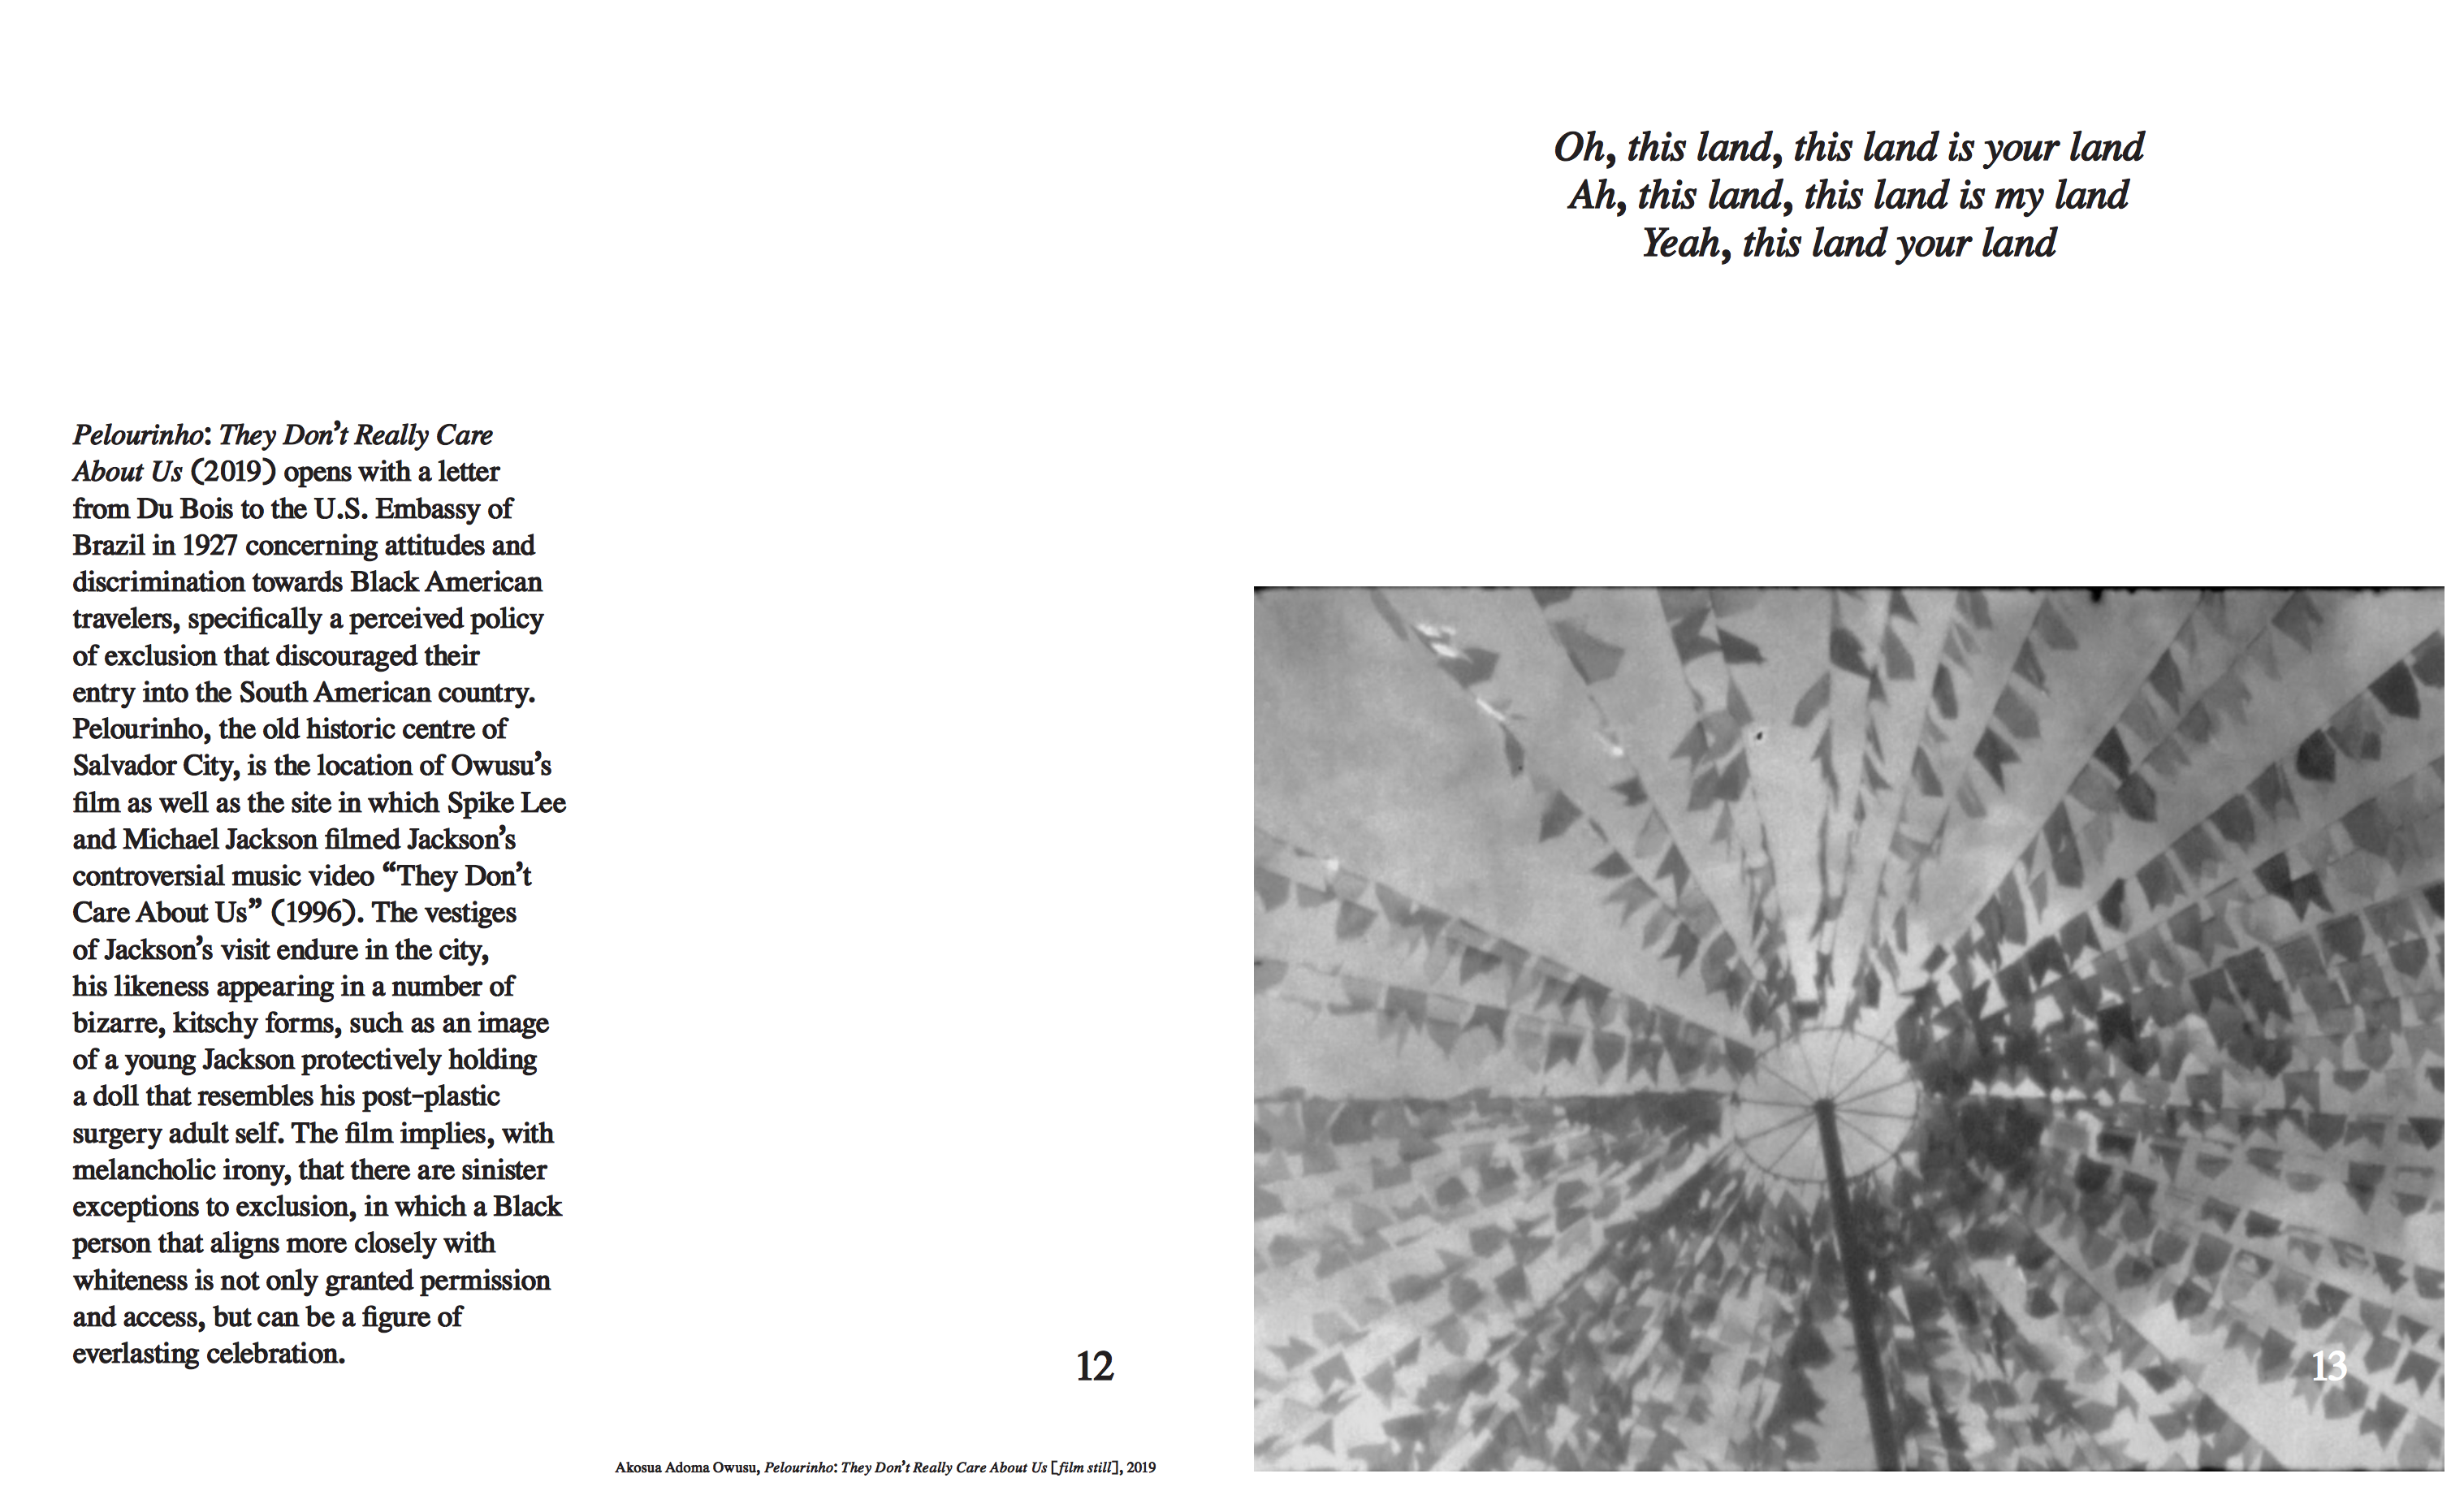 Pelourinho: They Don’t Really Care
About Us (2019) opens with a letter
from Du Bois to the U.S. Embassy of
Brazil in 1927 concerning attitudes and
discrimination towards Black American
travelers, specifically a perceived policy
of exclusion that discouraged their
entry into the South American country.
Pelourinho, the old historic centre of
Salvador City, is the location of Owusu’s
film as well as the site in which Spike Lee
and Michael Jackson filmed Jackson’s
controversial music video “They Don’t
Care About Us” (1996). The vestiges
of Jackson’s visit endure in the city,
his likeness appearing in a number of
bizarre, kitschy forms, such as an image
of a young Jackson protectively holding
a doll that resembles his post-plastic
surgery adult self. The film implies, with
melancholic irony, that there are sinister
exceptions to exclusion, in which a Black
person that aligns more closely with
whiteness is not only granted permission
and access, but can be a figure of
everlasting celebration.
12
Akosua Adoma Owusu, Pelourinho: They Don’t Really Care About Us [film still], 2019
Oh, this land, this land is your land
Ah, this land, this land is my land
Yeah, this land your land
13